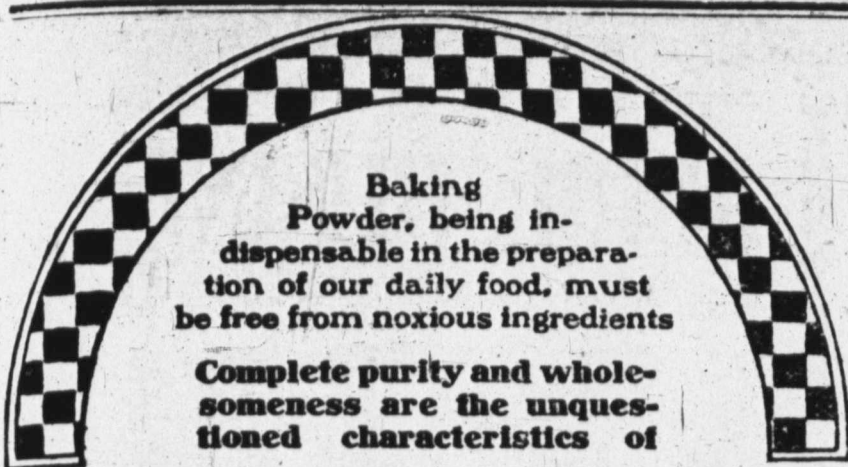 Baking
Powder, being in-
dispensable in the prepara-
tion of our daily food, must
be free from noxious ingredients
Complete purity and whole-
someness are the unques-
tioned characteristics of